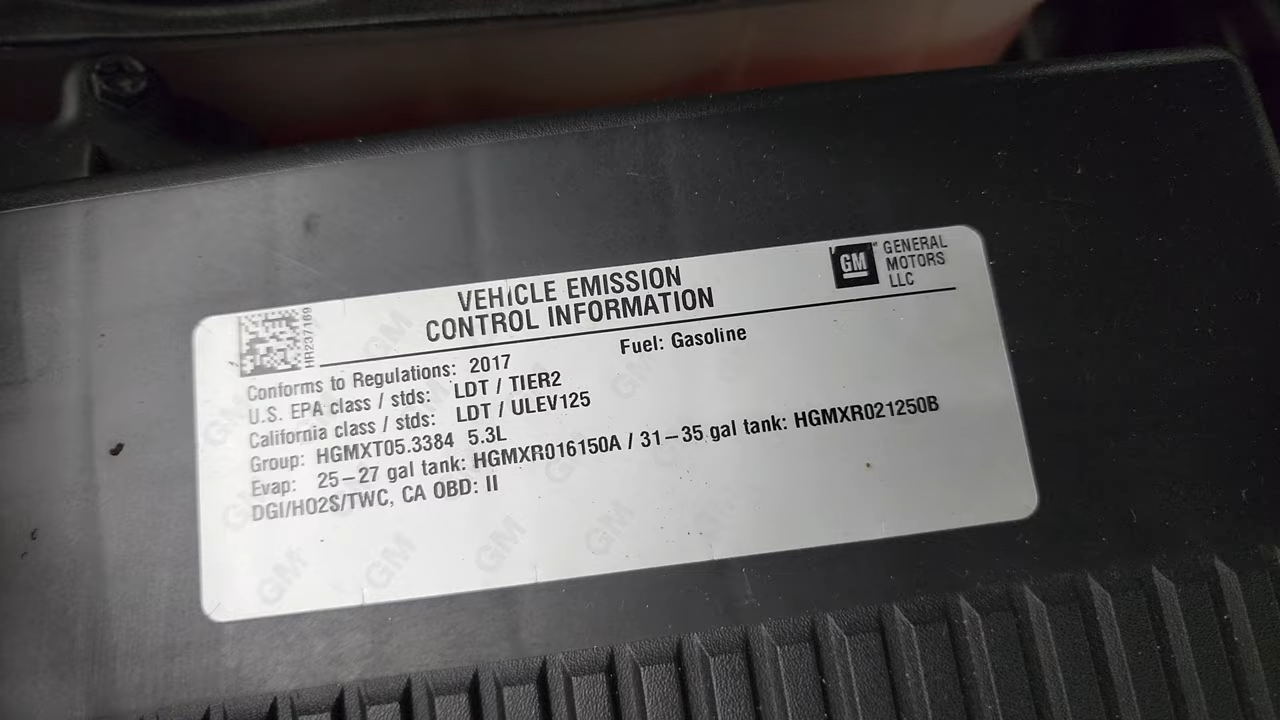 VEHICLE EMISSION
CONTROL INFORMATION
GM GENERAL
MOTORS
LLC
HR237169
Conforms to Regulations: 2017
Fuel: Gasoline
U.S. EPA class / stds: LDT / TIER2
California class / stds: LDT / ULEV125
Group: HGMXT05.3384 5.3L
Evap: 25–27 gal tank: HGMXR016150A / 31–35 gal tank: HGMXR021250B
DGI/HO2S/TWC, CA OBD: II